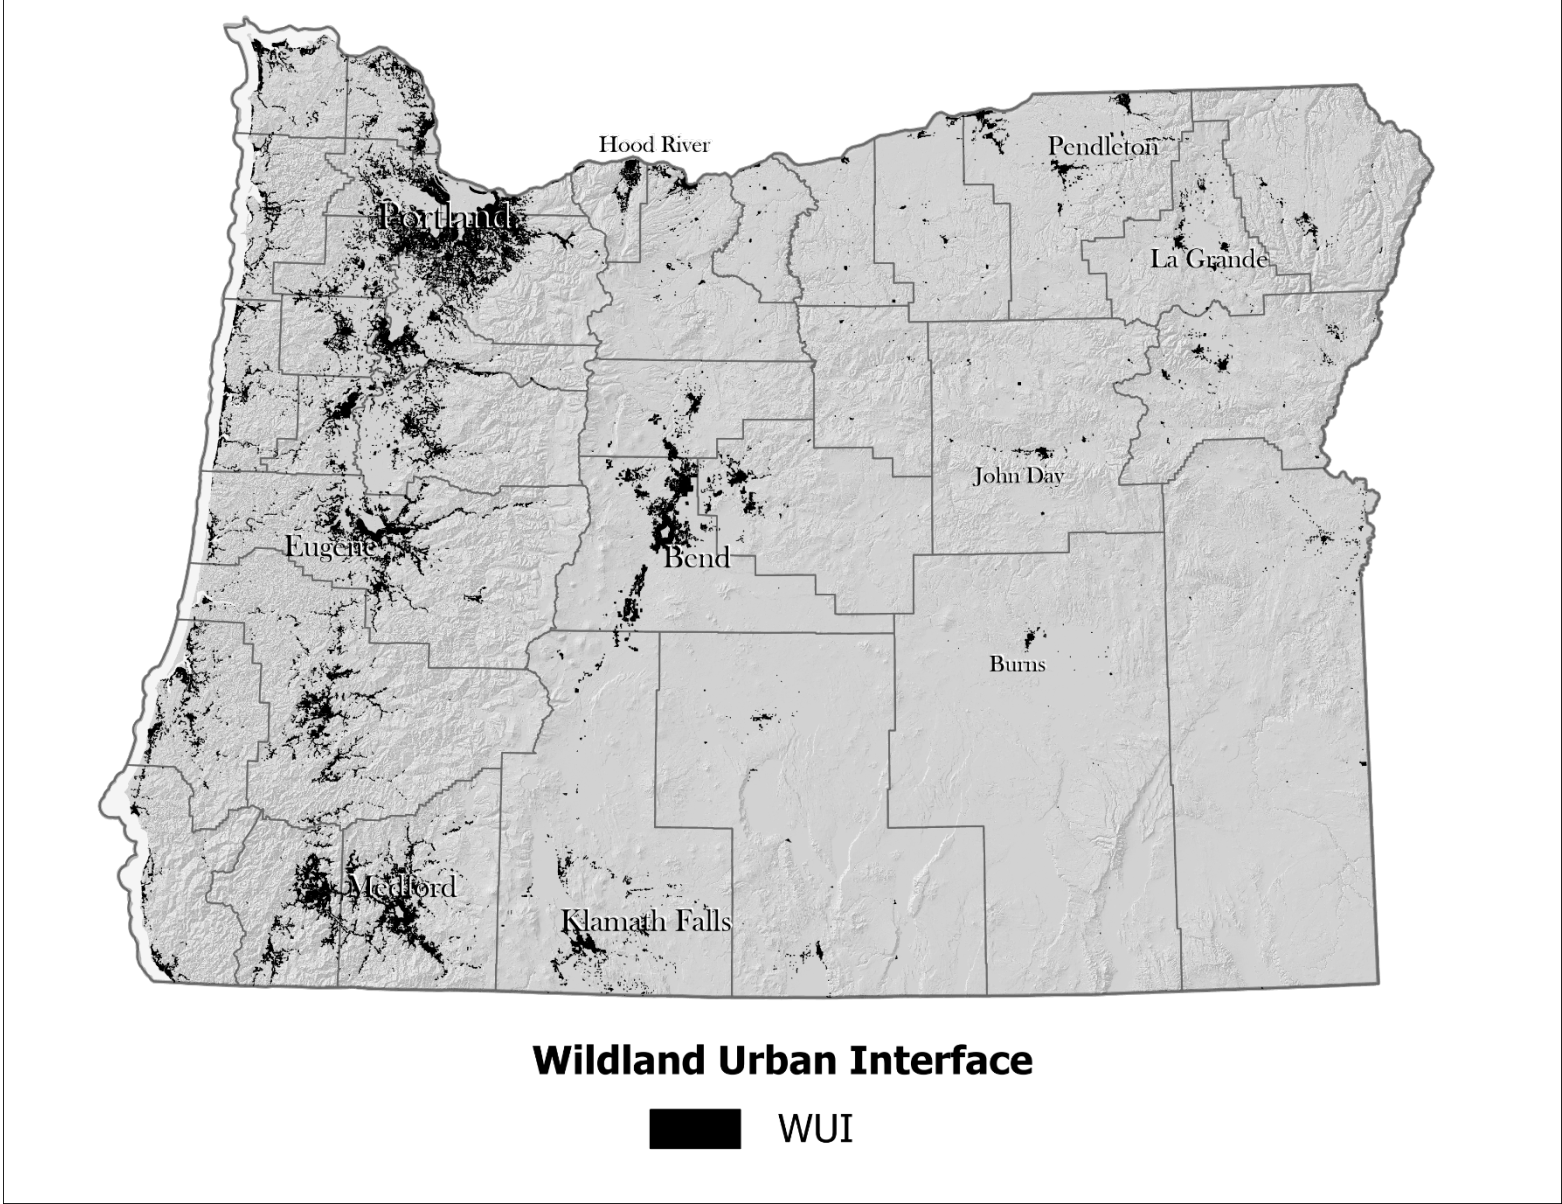 Hood River
Pendleton
Portland
La Grande
John Day
Eugene
Bend
Burns
Medford
Klamath Falls
Wildland Urban Interface
WUI